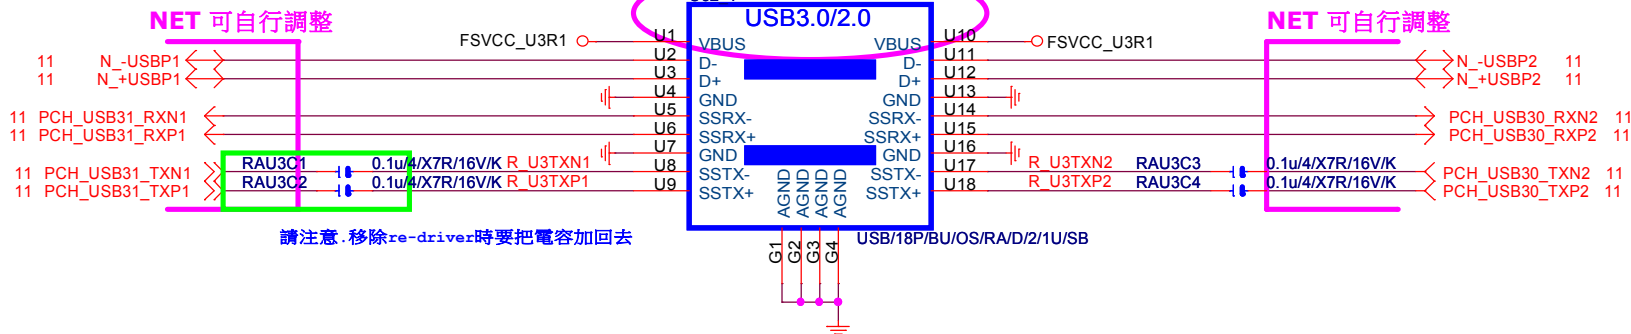 NET 可自行調整
USB3.0/2.0
NET 可自行調整
FSVCC_U3R1
U1
VBUS
VBUS
U10
FSVCC_U3R1
11 N_-USBP1
U2
D-
D-
U11
N_-USBP2 11
11 N_+USBP1
U3
D+
D+
U12
N_+USBP2 11
U4
GND
GND
U13
11 PCH_USB31_RXN1
U5
SSRX-
SSRX-
U14
PCH_USB30_RXN2 11
11 PCH_USB31_RXP1
U6
SSRX+
SSRX+
U15
PCH_USB30_RXP2 11
U7
GND
GND
U16
11 PCH_USB31_TXN1
RAU3C1
0.1u/4/X7R/16V/K
R_U3TXN1
U8
SSTX-
SSTX-
U17
R_U3TXN2
RAU3C3
0.1u/4/X7R/16V/K
PCH_USB30_TXN2 11
11 PCH_USB31_TXP1
RAU3C2
0.1u/4/X7R/16V/K
R_U3TXP1
U9
SSTX+
SSTX+
U18
R_U3TXP2
RAU3C4
0.1u/4/X7R/16V/K
PCH_USB30_TXP2 11
AGND
AGND
AGND
AGND
請注意.移除re-driver時要把電容加回去
USB/18P/BU/OS/RA/D/2/1U/SB
G1
G2
G3
G4